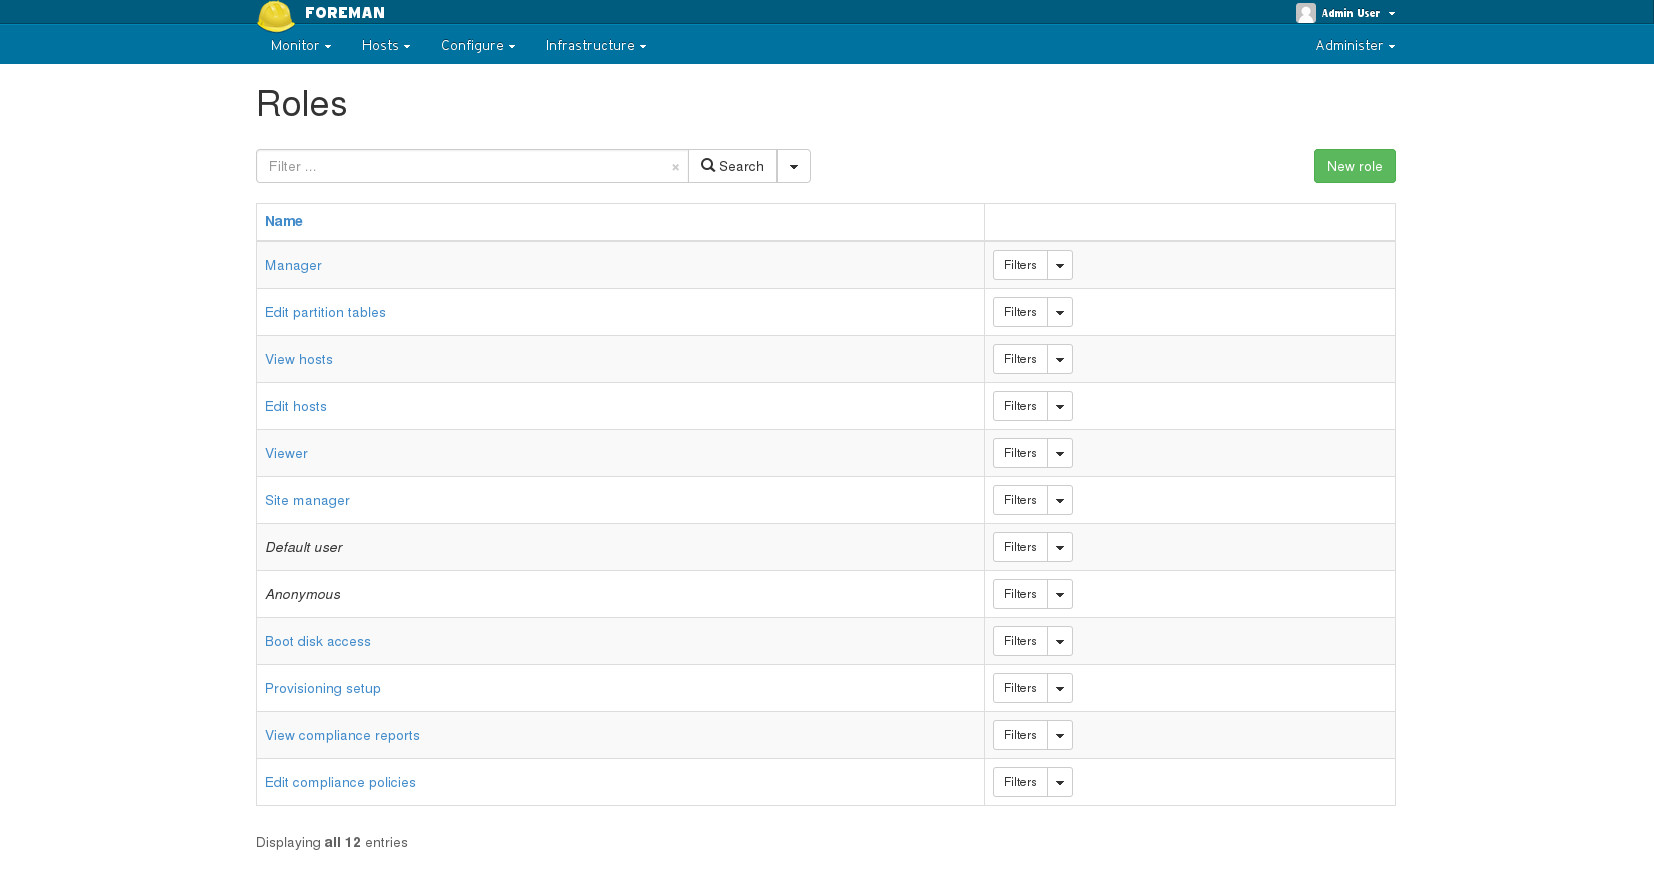 FOREMAN Admin User
Monitor Hosts Configure Infrastructure Administer
Roles
Filter ... × Search New role
Name
Manager Filters
Edit partition tables Filters
View hosts Filters
Edit hosts Filters
Viewer Filters
Site manager Filters
Default user Filters
Anonymous Filters
Boot disk access Filters
Provisioning setup Filters
View compliance reports Filters
Edit compliance policies Filters
Displaying all 12 entries